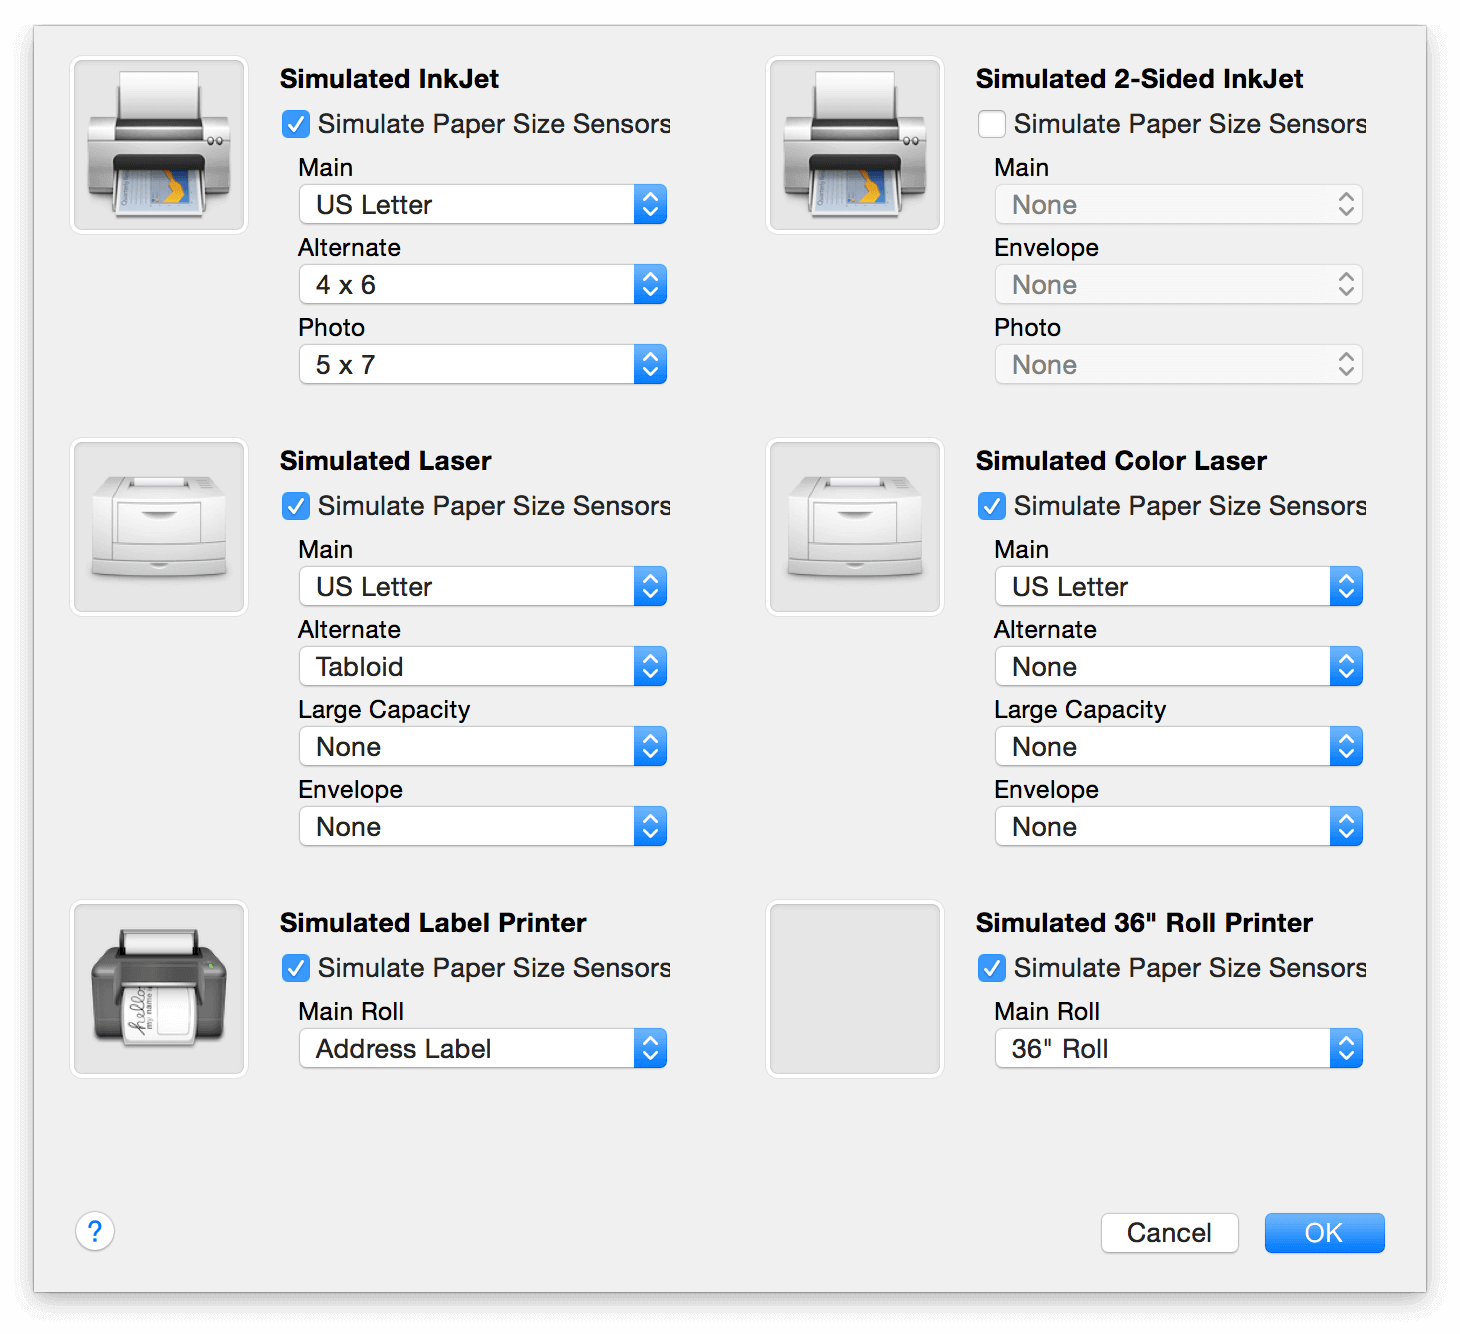 Simulated InkJet
Simulate Paper Size Sensors
Main
US Letter
Alternate
4 x 6
Photo
5 x 7
Simulated 2-Sided InkJet
Simulate Paper Size Sensors
Main
None
Envelope
None
Photo
None
Simulated Laser
Simulate Paper Size Sensors
Main
US Letter
Alternate
Tabloid
Large Capacity
None
Envelope
None
Simulated Color Laser
Simulate Paper Size Sensors
Main
US Letter
Alternate
None
Large Capacity
None
Envelope
None
hello
my name is
Simulated Label Printer
Simulate Paper Size Sensors
Main Roll
Address Label
Simulated 36" Roll Printer
Simulate Paper Size Sensors
Main Roll
36" Roll
?
Cancel
OK